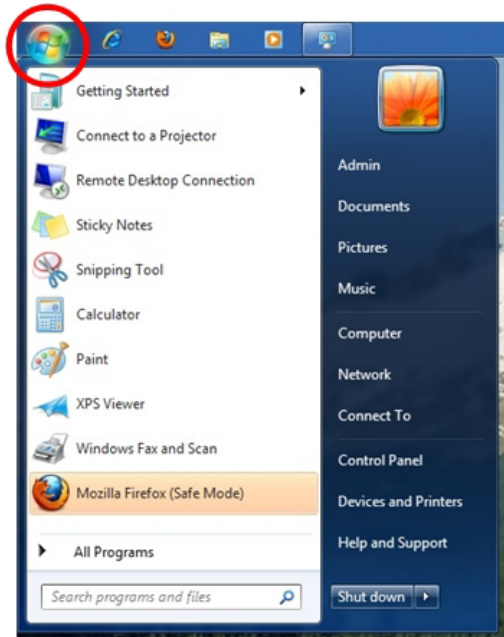 Getting Started
Connect to a Projector
Remote Desktop Connection
Sticky Notes
Snipping Tool
Calculator
Paint
XPS Viewer
Windows Fax and Scan
Mozilla Firefox (Safe Mode)
All Programs
Search programs and files
Admin
Documents
Pictures
Music
Computer
Network
Connect To
Control Panel
Devices and Printers
Help and Support
Shut down